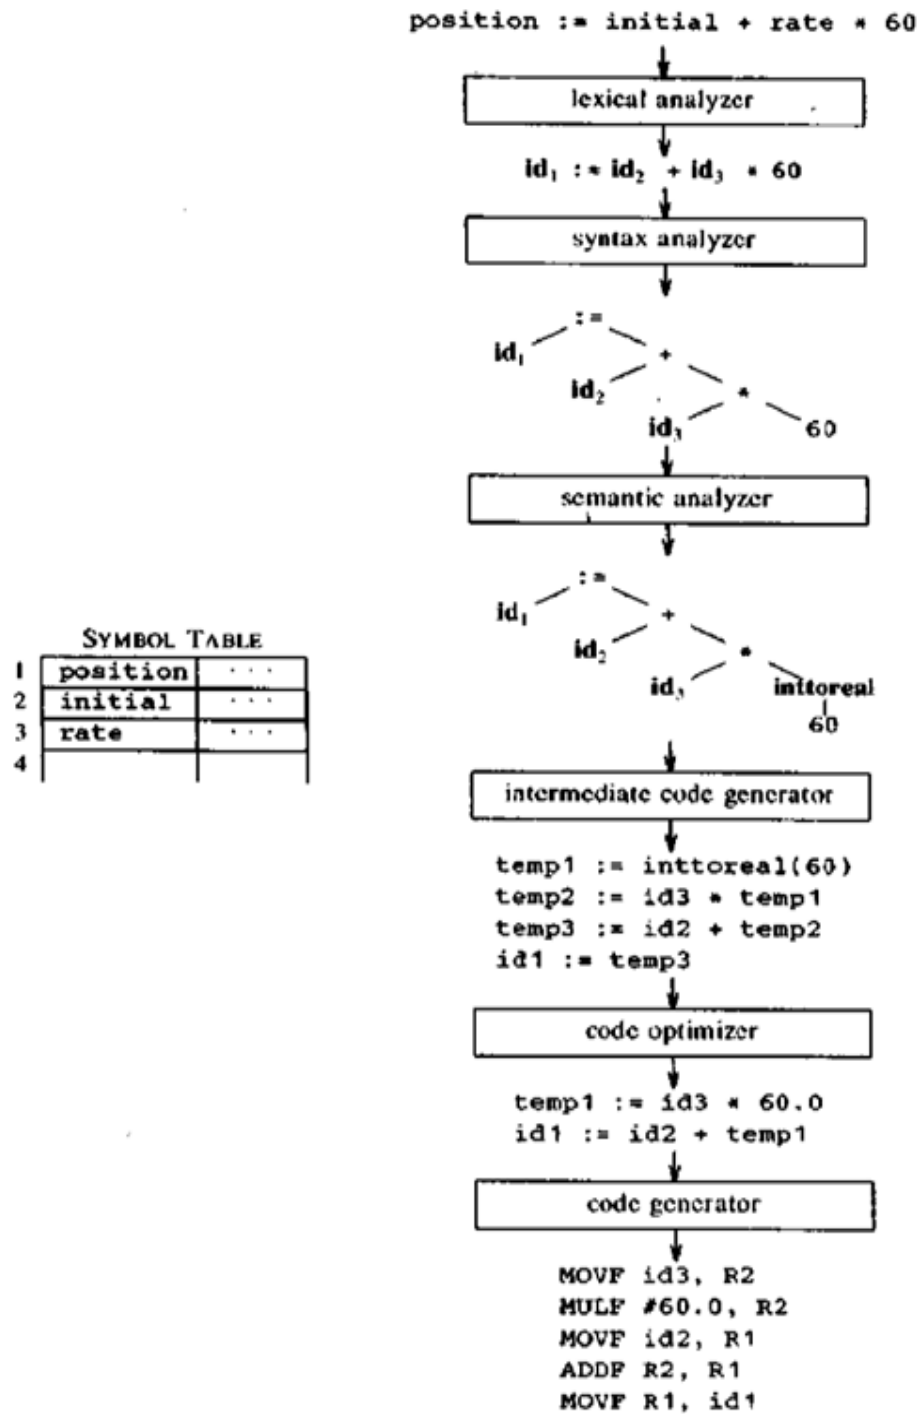 position := initial + rate * 60
lexical analyzer
id₁ := id₂ + id₃ * 60
syntax analyzer
:=
id₁ +
id₂ *
id₃ 60
semantic analyzer
:=
id₁ +
id₂ *
id₃ inttoreal
60
SYMBOL TABLE
1 position ...
2 initial ...
3 rate ...
4
intermediate code generator
temp1 := inttoreal(60)
temp2 := id3 * temp1
temp3 := id2 + temp2
id1 := temp3
code optimizer
temp1 := id3 * 60.0
id1 := id2 + temp1
code generator
MOVF id3, R2
MULF #60.0, R2
MOVF id2, R1
ADDF R2, R1
MOVF R1, id1